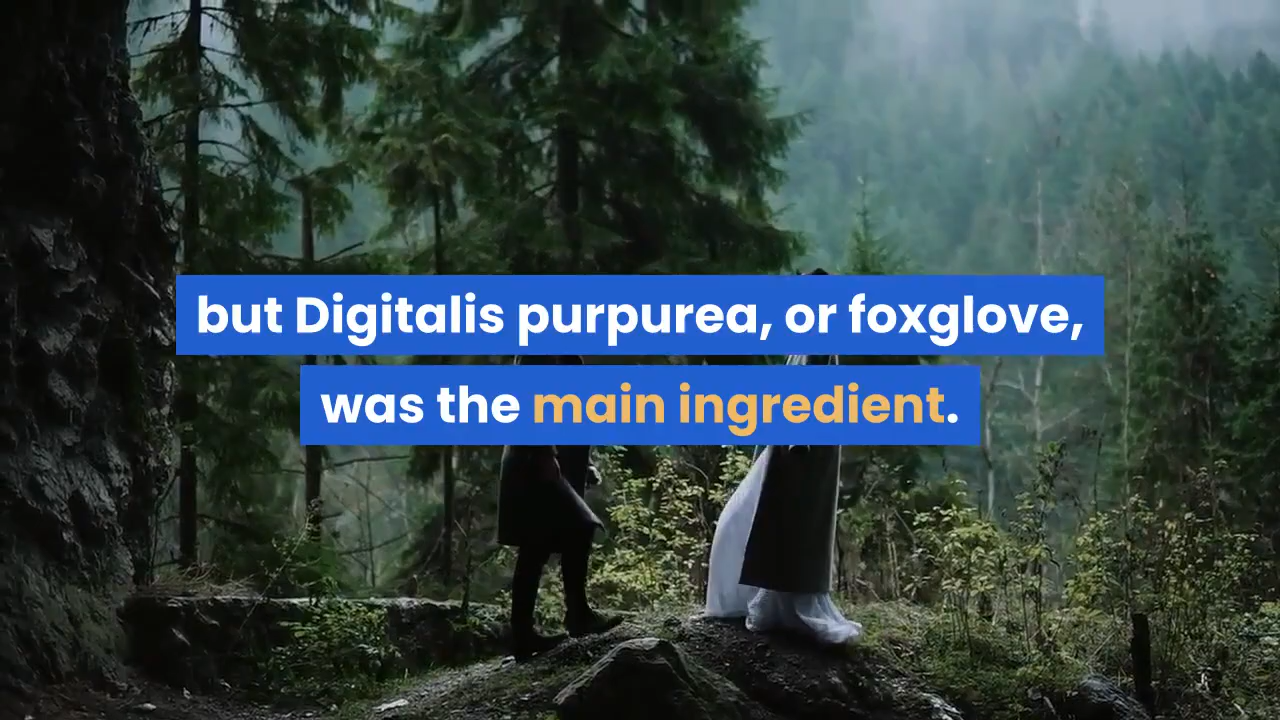 but Digitalis purpurea, or foxglove,
was the main ingredient.